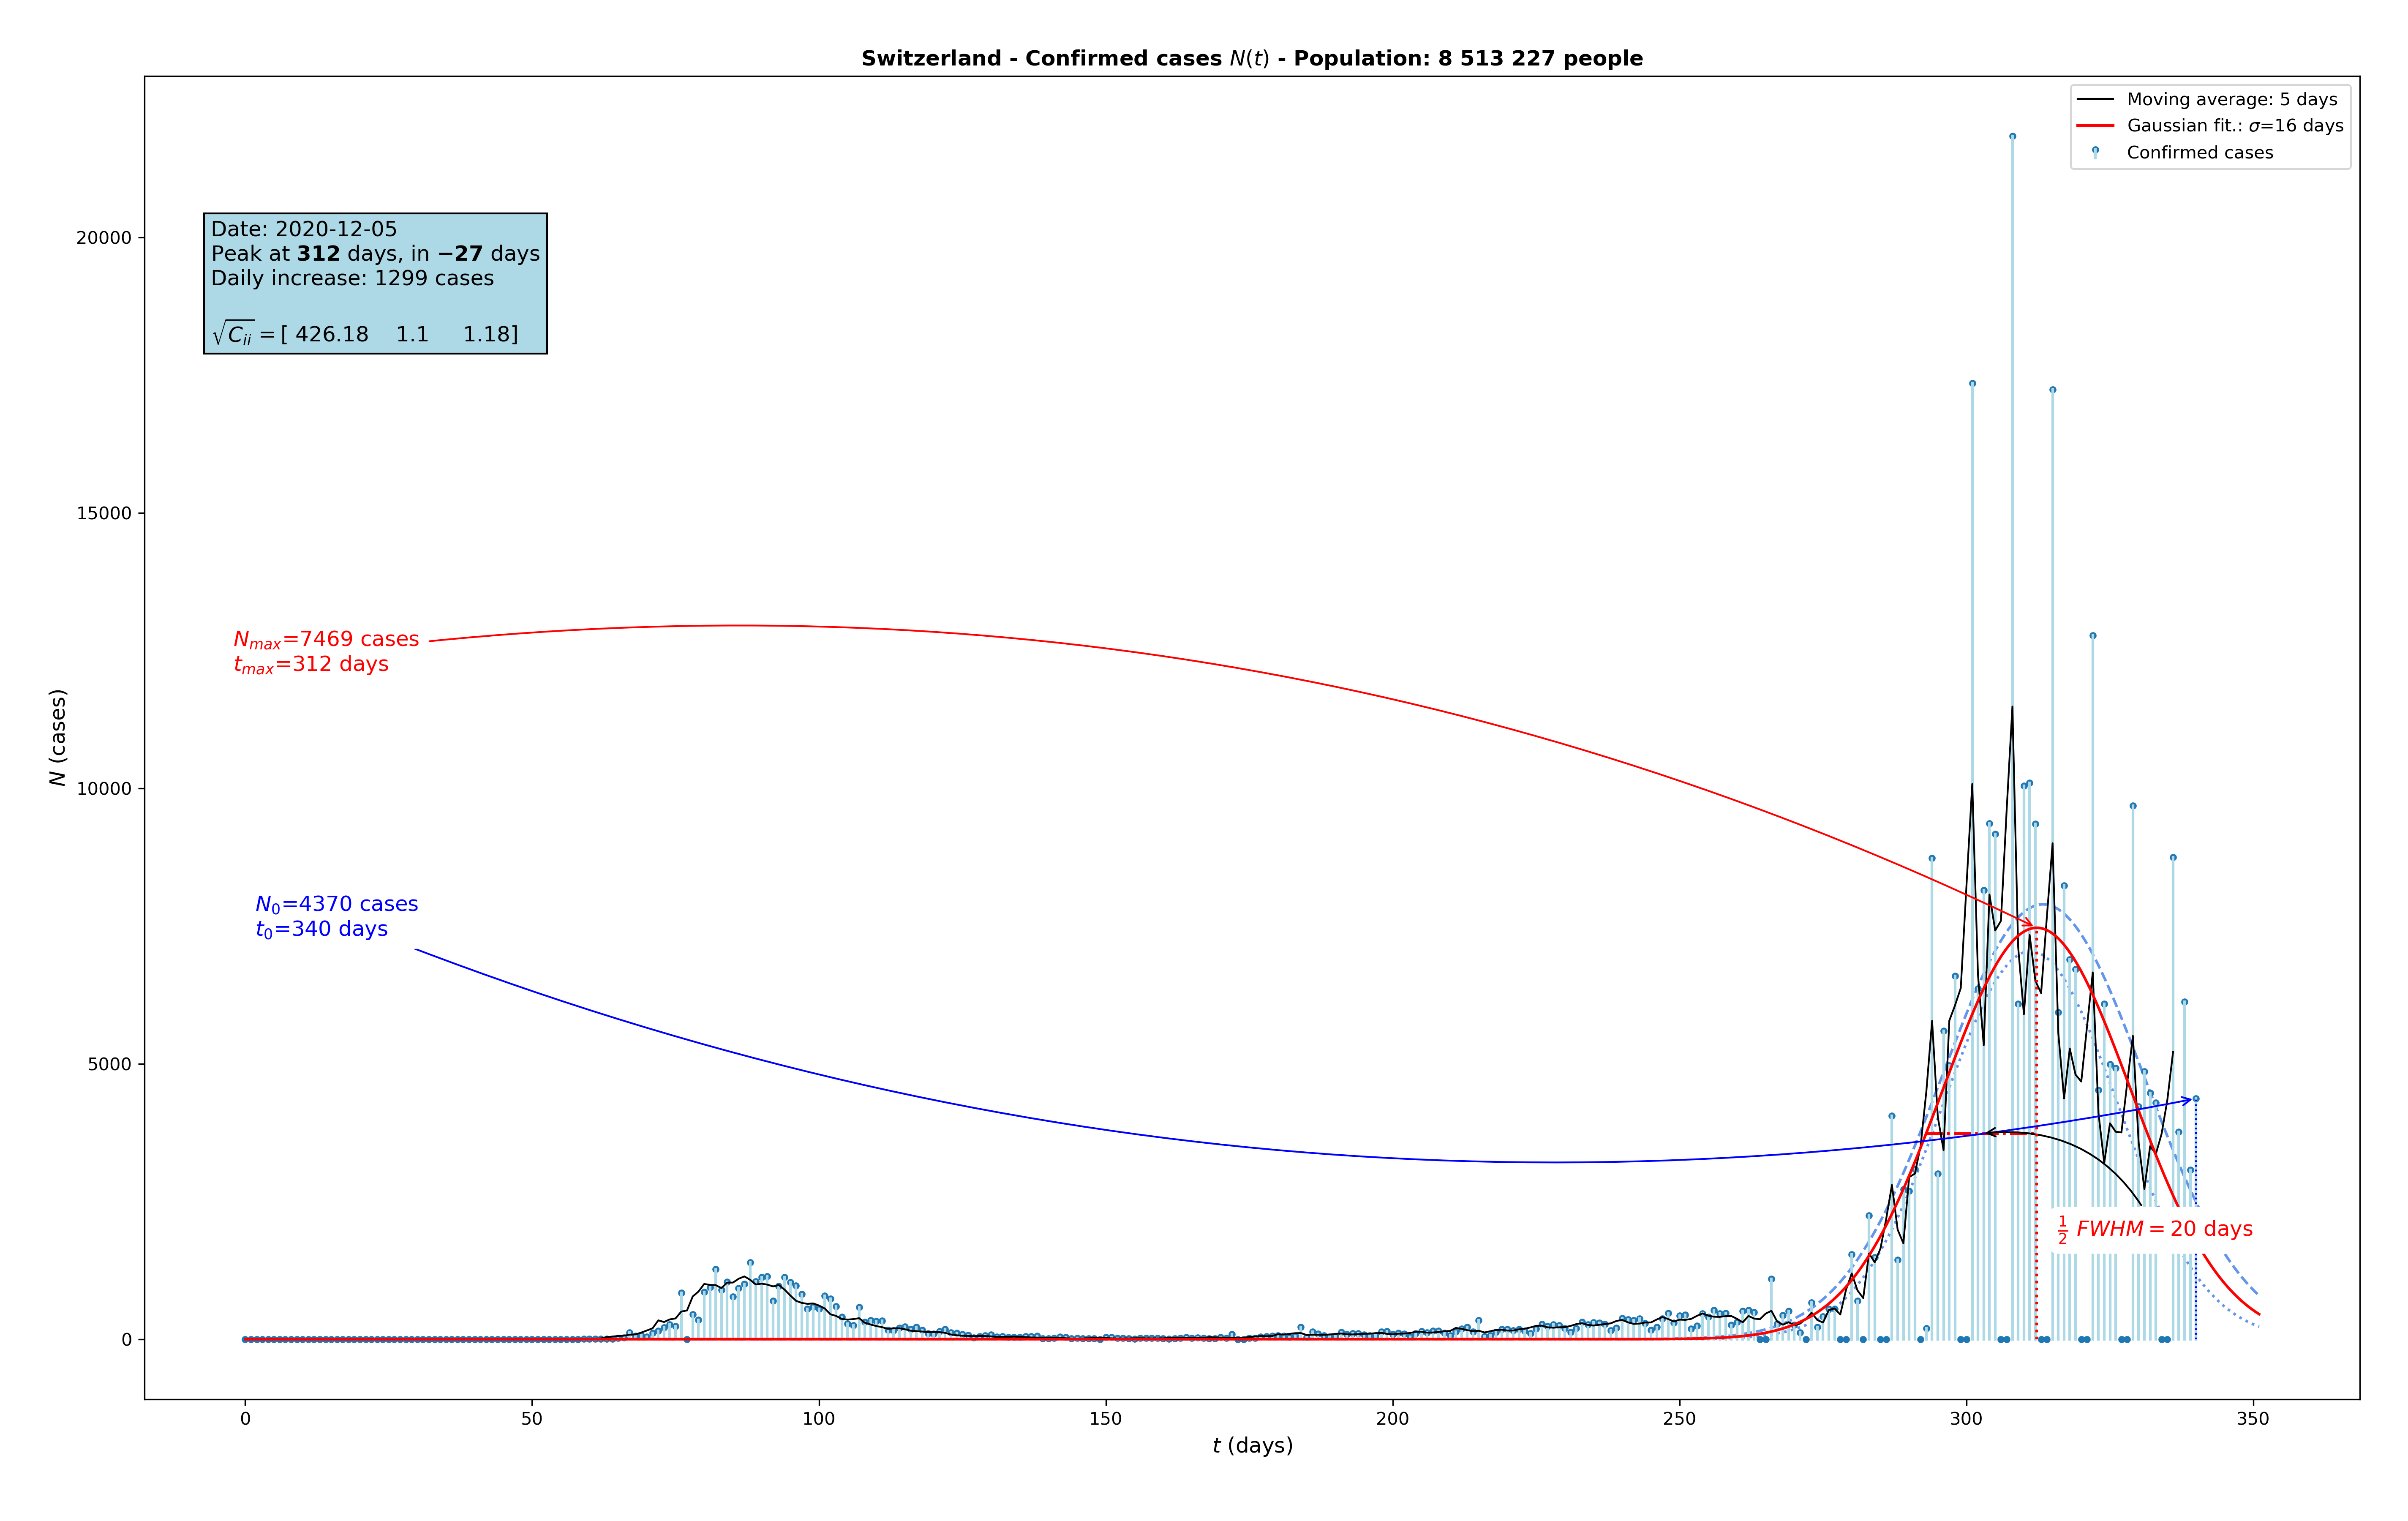 Switzerland - Confirmed cases N(t) - Population: 8 513 227 people
Moving average: 5 days
Gaussian fit.: σ=16 days
Confirmed cases
Date: 2020-12-05
Peak at 312 days, in −27 days
Daily increase: 1299 cases
√C_ii = [ 426.18 1.1 1.18]
N_max=7469 cases
t_max=312 days
N_0=4370 cases
t_0=340 days
½ FWHM = 20 days
N (cases)
20000
15000
10000
5000
0
0 50 100 150 200 250 300 350
t (days)